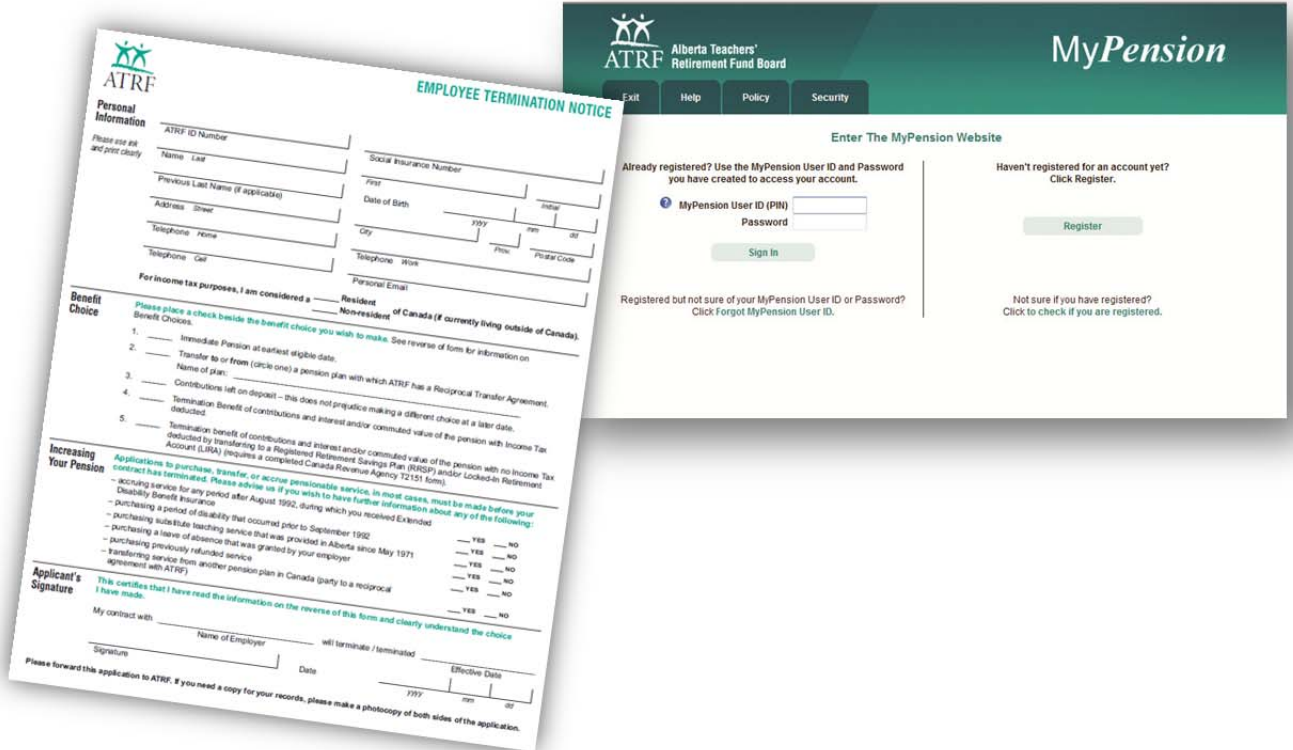 ATRF
EMPLOYEE TERMINATION NOTICE
Personal
Information
Please use ink
and print clearly
ATRF ID Number
Social Insurance Number
Name Last
First
Initial
Previous Last Name (if applicable)
Date of Birth
yyyy mm dd
Address Street
City
Prov.
Postal Code
Telephone Home
Telephone Work
Telephone Cell
Personal Email
For income tax purposes, I am considered a
Resident
Non-resident
of Canada (if currently living outside of Canada).
Benefit
Choice
Please place a check beside the benefit choice you wish to make. See reverse of form for information on
Benefit Choices.
1. Immediate Pension at earliest eligible date.
2. Transfer to or from (circle one) a pension plan with which ATRF has a Reciprocal Transfer Agreement.
Name of plan:
3. Contributions left on deposit – this does not prejudice making a different choice at a later date.
4. Termination Benefit of contributions and interest and/or commuted value of the pension with Income Tax
deducted.
5. Termination benefit of contributions and interest and/or commuted value of the pension with no Income Tax
deducted by transferring to a Registered Retirement Savings Plan (RRSP) and/or Locked-In Retirement
Account (LIRA) (requires a completed Canada Revenue Agency T2151 form).
Increasing
Your Pension
Applications to purchase, transfer, or accrue pensionable service, in most cases, must be made before your
contract has terminated. Please advise us if you wish to have further information about any of the following:
– accruing service for any period after August 1992, during which you received Extended
Disability Benefit Insurance
YES NO
– purchasing a period of disability that occurred prior to September 1992
YES NO
– purchasing substitute teaching service that was provided in Alberta since May 1971
YES NO
– purchasing a leave of absence that was granted by your employer
YES NO
– purchasing previously refunded service
YES NO
– transferring service from another pension plan in Canada (party to a reciprocal
agreement with ATRF)
YES NO
Applicant's
Signature
This certifies that I have read the information on the reverse of this form and clearly understand the choice
I have made.
My contract with
Name of Employer
will terminate / terminated
Effective Date
Signature
Date
yyyy mm dd
Please forward this application to ATRF. If you need a copy for your records, please make a photocopy of both sides of the application.
ATRF
Alberta Teachers'
Retirement Fund Board
MyPension
Exit Help Policy Security
Enter The MyPension Website
Already registered? Use the MyPension User ID and Password
you have created to access your account.
? MyPension User ID (PIN)
Password
Sign In
Registered but not sure of your MyPension User ID or Password?
Click Forgot MyPension User ID.
Haven't registered for an account yet?
Click Register.
Register
Not sure if you have registered?
Click to check if you are registered.